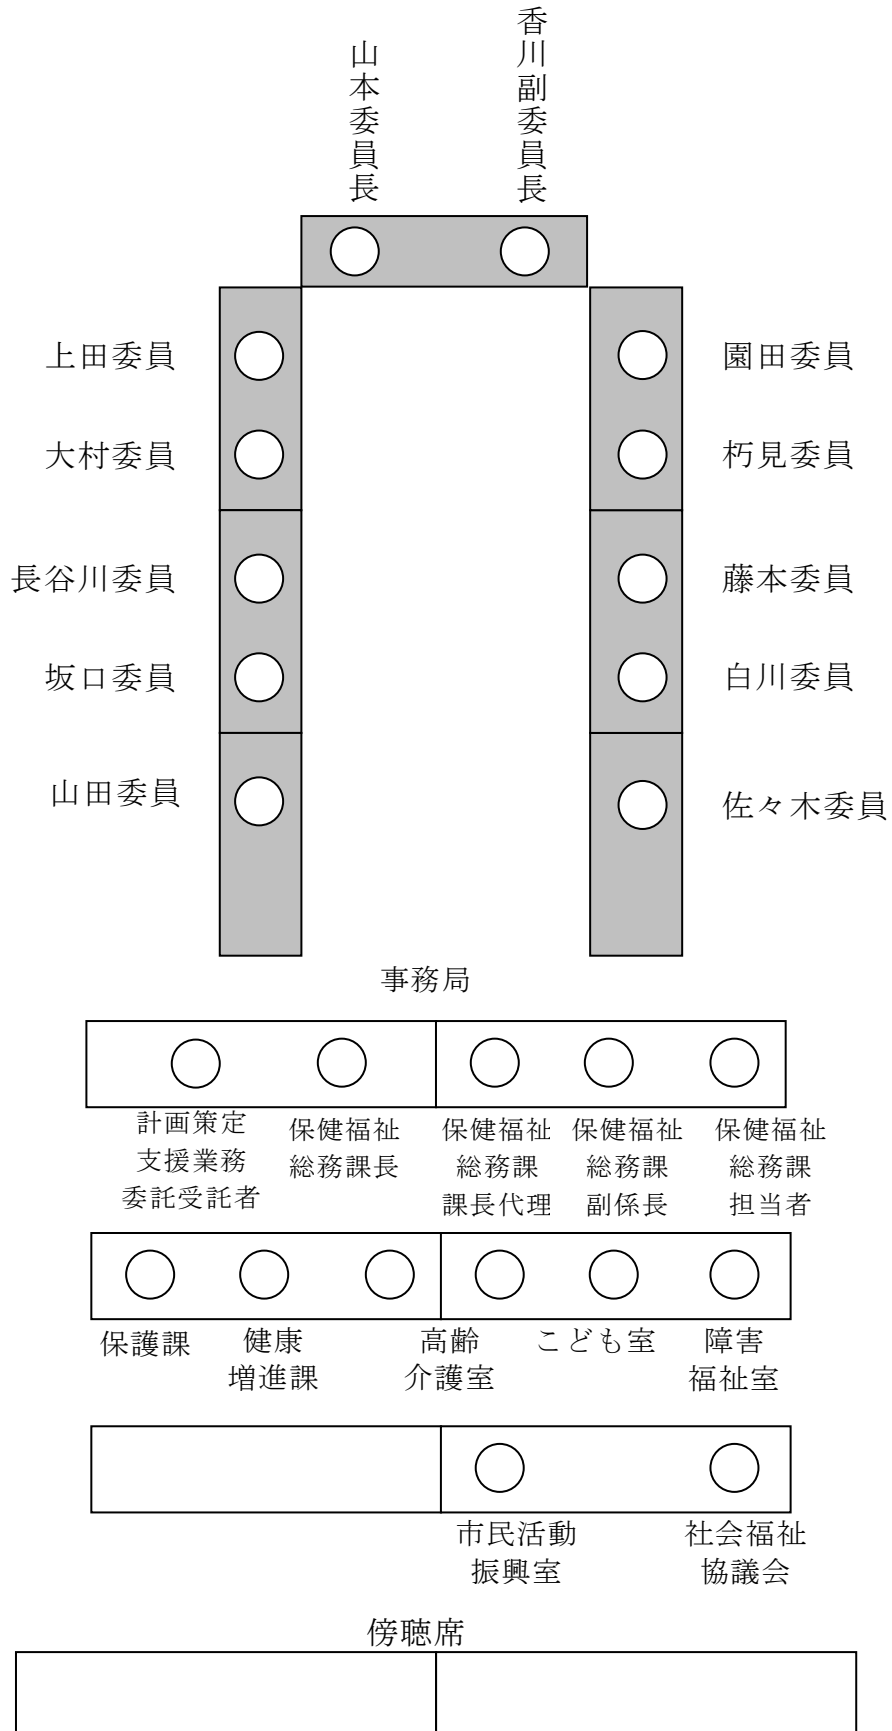 山本委員長
香川副委員長
上田委員
園田委員
大村委員
朽見委員
長谷川委員
藤本委員
坂口委員
白川委員
山田委員
佐々木委員
事務局
計画策定
支援業務
委託受託者
保健福祉
総務課長
保健福祉
総務課
課長代理
保健福祉
総務課
副係長
保健福祉
総務課
担当者
保護課
健康
増進課
高齢
介護室
こども室
障害
福祉室
市民活動
振興室
社会福祉
協議会
傍聴席